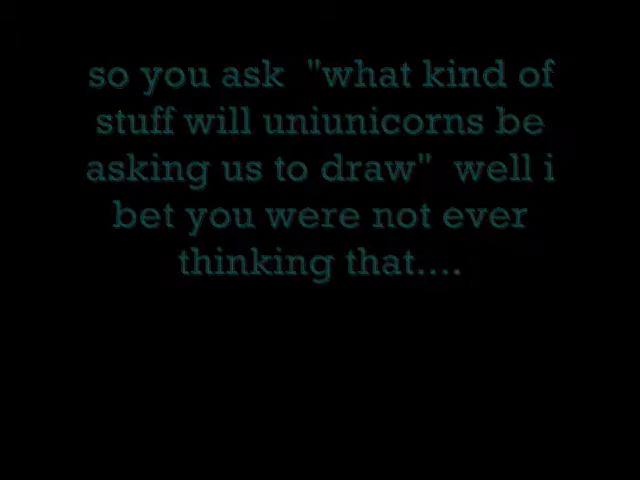 so you ask  "what kind of
stuff will uniunicorns be
asking us to draw"  well i
bet you were not ever
thinking that....